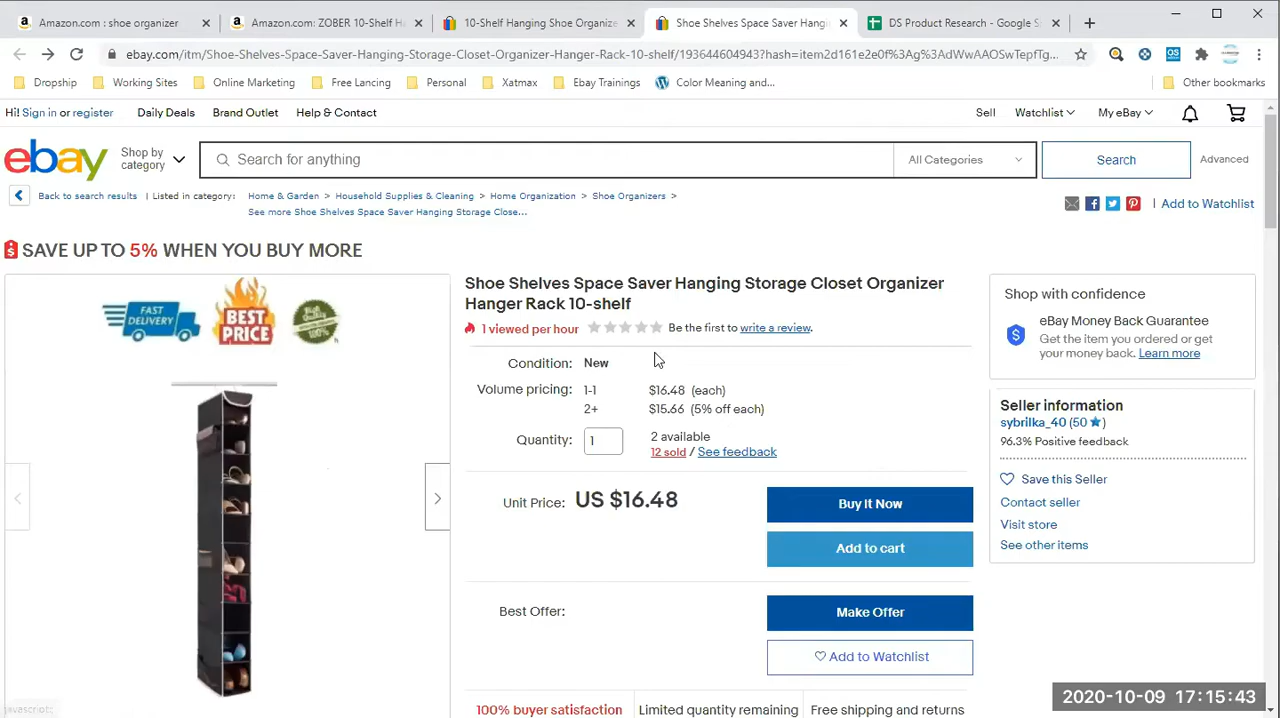 Amazon.com : shoe organizer
Amazon.com: ZOBER 10-Shelf Ha
10-Shelf Hanging Shoe Organize
Shoe Shelves Space Saver Hangi
DS Product Research - Google S
ebay.com/itm/Shoe-Shelves-Space-Saver-Hanging-Storage-Closet-Organizer-Hanger-Rack-10-shelf/193644604943?hash=item2d161e2e0f%3Ag%3AdWwAAOSwTepfTg...
Dropship
Working Sites
Online Marketing
Free Lancing
Personal
Xatmax
Ebay Trainings
Color Meaning and...
Other bookmarks
Hi! Sign in or register
Daily Deals
Brand Outlet
Help & Contact
Sell
Watchlist
My eBay
ebay
Shop by
category
Search for anything
All Categories
Search
Advanced
Back to search results
Listed in category:
Home & Garden > Household Supplies & Cleaning > Home Organization > Shoe Organizers >
See more Shoe Shelves Space Saver Hanging Storage Close...
Add to Watchlist
SAVE UP TO 5% WHEN YOU BUY MORE
FAST
DELIVERY
BEST
PRICE
Shoe Shelves Space Saver Hanging Storage Closet Organizer
Hanger Rack 10-shelf
1 viewed per hour
Be the first to write a review.
Condition: New
Volume pricing: 1-1 $16.48 (each)
2+ $15.66 (5% off each)
Quantity: 1
2 available
12 sold / See feedback
Unit Price: US $16.48
Buy It Now
Add to cart
Best Offer:
Make Offer
Add to Watchlist
100% buyer satisfaction
Limited quantity remaining
Free shipping and returns
Shop with confidence
eBay Money Back Guarantee
Get the item you ordered or get
your money back. Learn more
Seller information
sybrilka_40 (50 ★)
96.3% Positive feedback
Save this Seller
Contact seller
Visit store
See other items
javascript:
2020-10-09 17:15:43